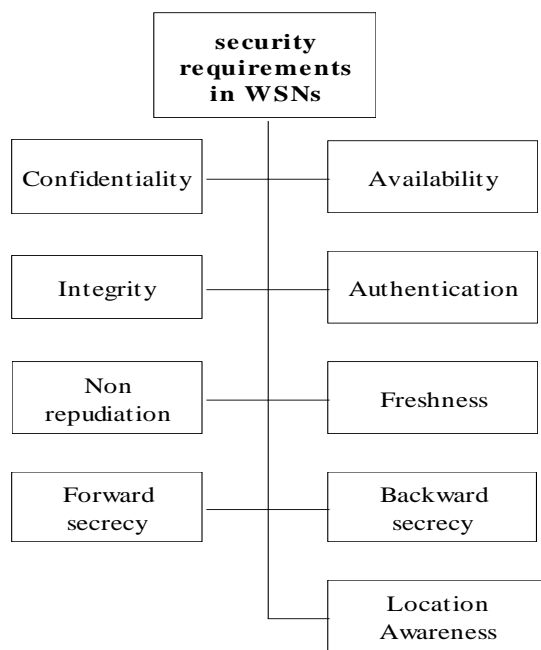 security
requirements
in WSNs
Confidentiality
Availability
Integrity
Authentication
Non
repudiation
Freshness
Forward
secrecy
Backward
secrecy
Location
Awareness